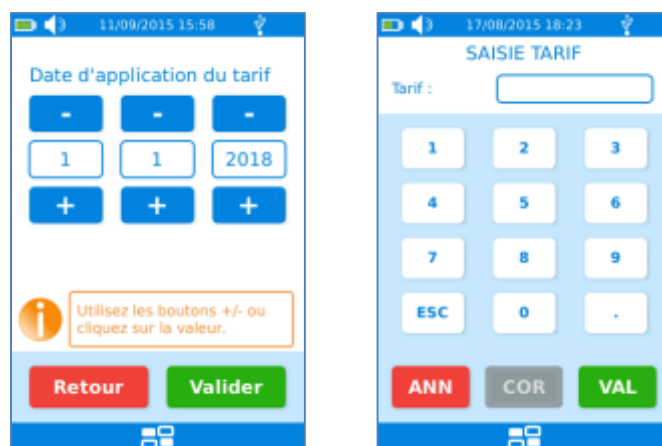 11/09/2015 15:58
Date d'application du tarif
- - -
1 1 2018
+ + +
Utilisez les boutons +/- ou
cliquez sur la valeur.
Retour Valider
17/08/2015 18:23
SAISIE TARIF
Tarif :
1 2 3
4 5 6
7 8 9
ESC 0 .
ANN COR VAL